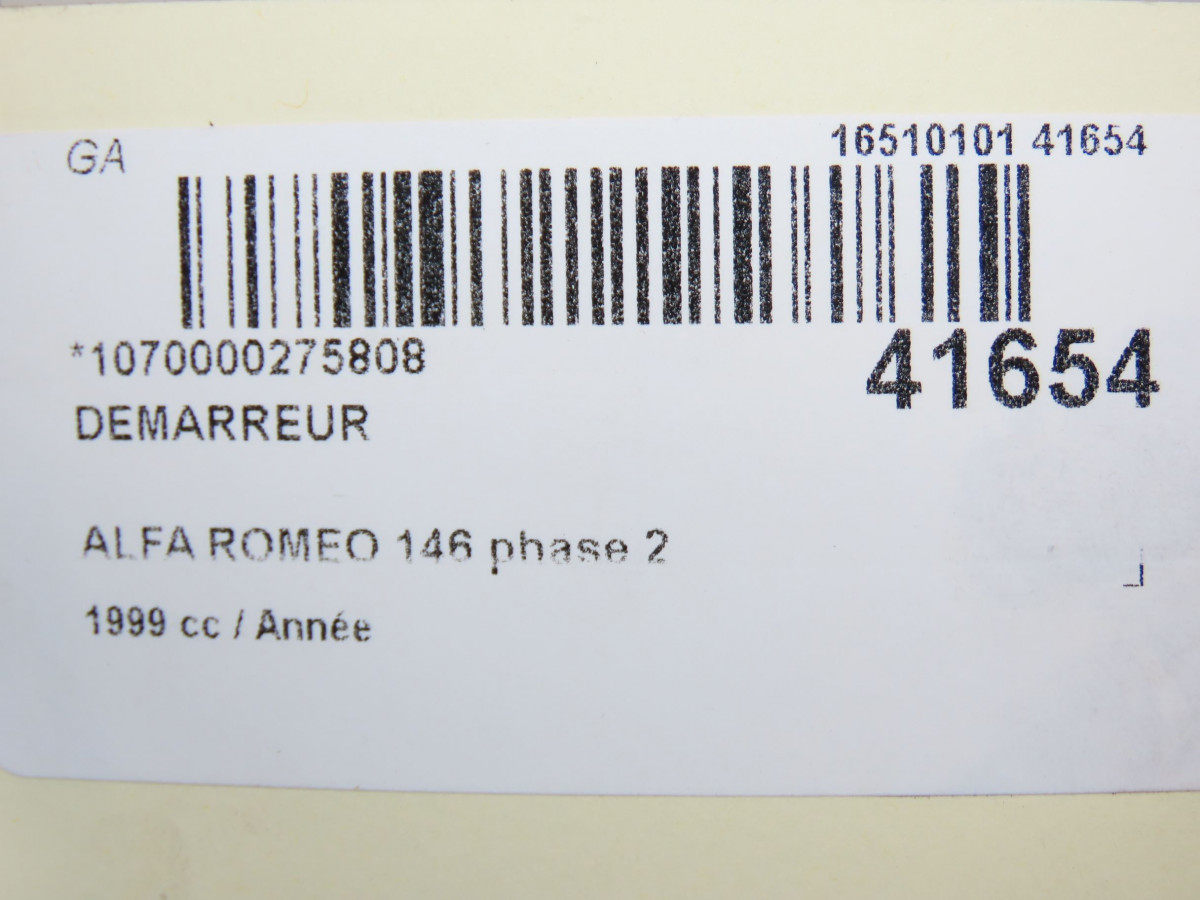 GA
16510101 41654
*1070000275808
41654
DEMARREUR
ALFA ROMEO 146 phase 2
1999 cc / Année